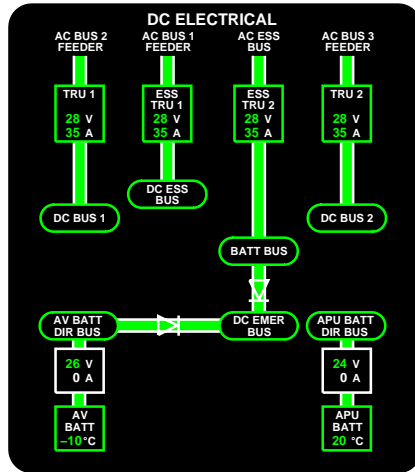 DC ELECTRICAL
AC BUS 2
FEEDER
AC BUS 1
FEEDER
AC ESS
BUS
AC BUS 3
FEEDER
TRU 1
28 V
35 A
ESS
TRU 1
28 V
35 A
ESS
TRU 2
28 V
35 A
TRU 2
28 V
35 A
DC ESS
BUS
DC BUS 1
DC BUS 2
BATT BUS
AV BATT
DIR BUS
DC EMER
BUS
APU BATT
DIR BUS
26 V
0 A
24 V
0 A
AV
BATT
–10 °C
APU
BATT
20 °C